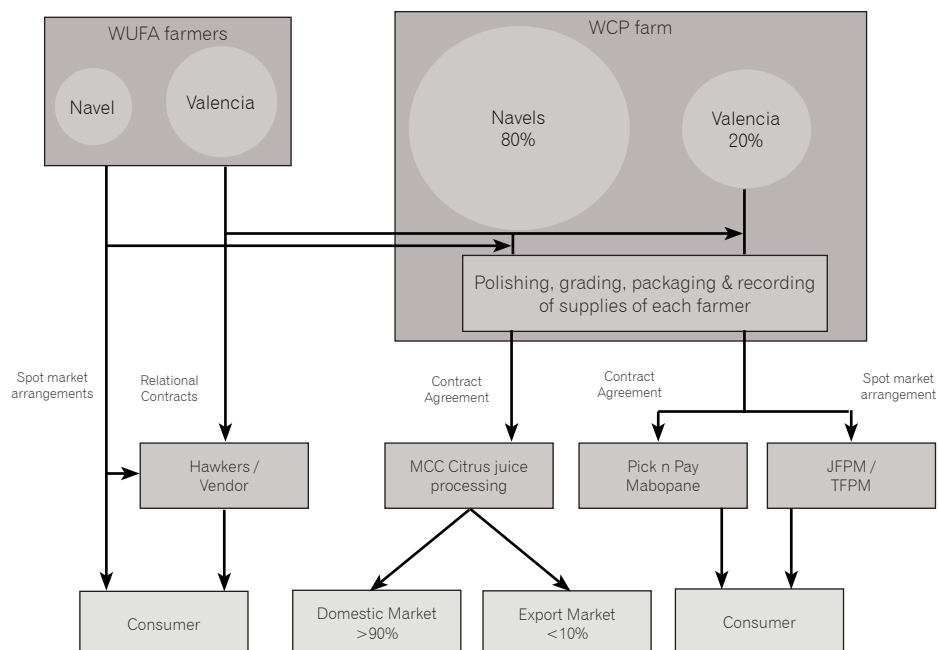 WUFA farmers
Navel
Valencia
WCP farm
Navels
80%
Valencia
20%
Polishing, grading, packaging & recording
of supplies of each farmer
Spot market
arrangements
Relational
Contracts
Contract
Agreement
Contract
Agreement
Spot market
arrangement
Hawkers /
Vendor
MCC Citrus juice
processing
Pick n Pay
Mabopane
JFPM /
TFPM
Consumer
Domestic Market
>90%
Export Market
<10%
Consumer